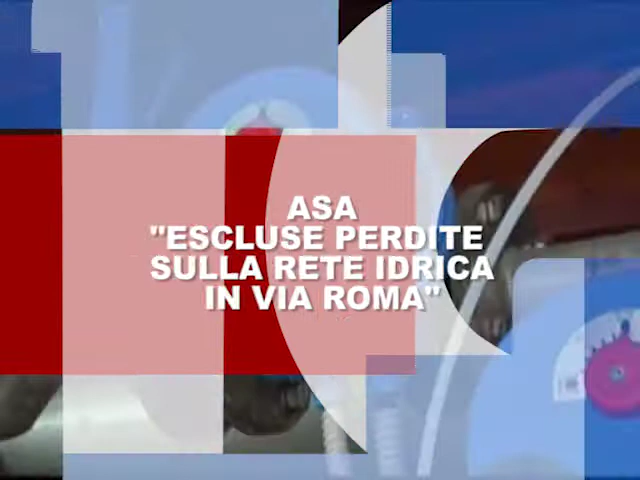 ASA
"ESCLUSE PERDITE
SULLA RETE IDRICA
IN VIA ROMA"